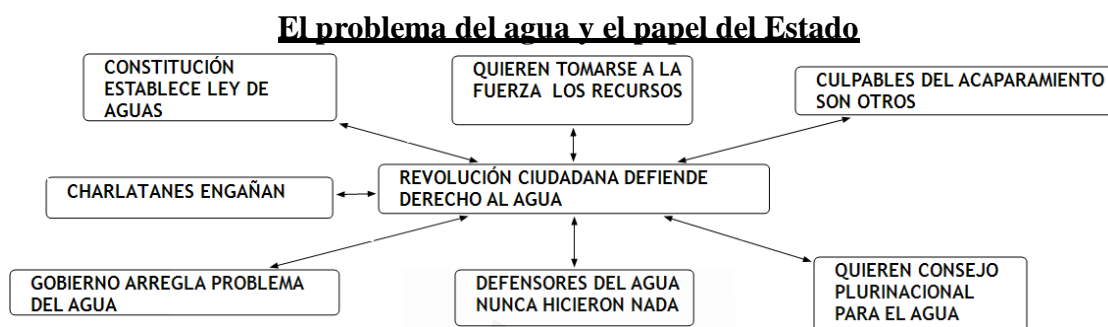 El problema del agua y el papel del Estado
CONSTITUCIÓN
ESTABLECE LEY DE
AGUAS
QUIEREN TOMARSE A LA
FUERZA LOS RECURSOS
CULPABLES DEL ACAPARAMIENTO
SON OTROS
CHARLATANES ENGAÑAN
REVOLUCIÓN CIUDADANA DEFIENDE
DERECHO AL AGUA
GOBIERNO ARREGLA PROBLEMA
DEL AGUA
DEFENSORES DEL AGUA
NUNCA HICIERON NADA
QUIEREN CONSEJO
PLURINACIONAL
PARA EL AGUA